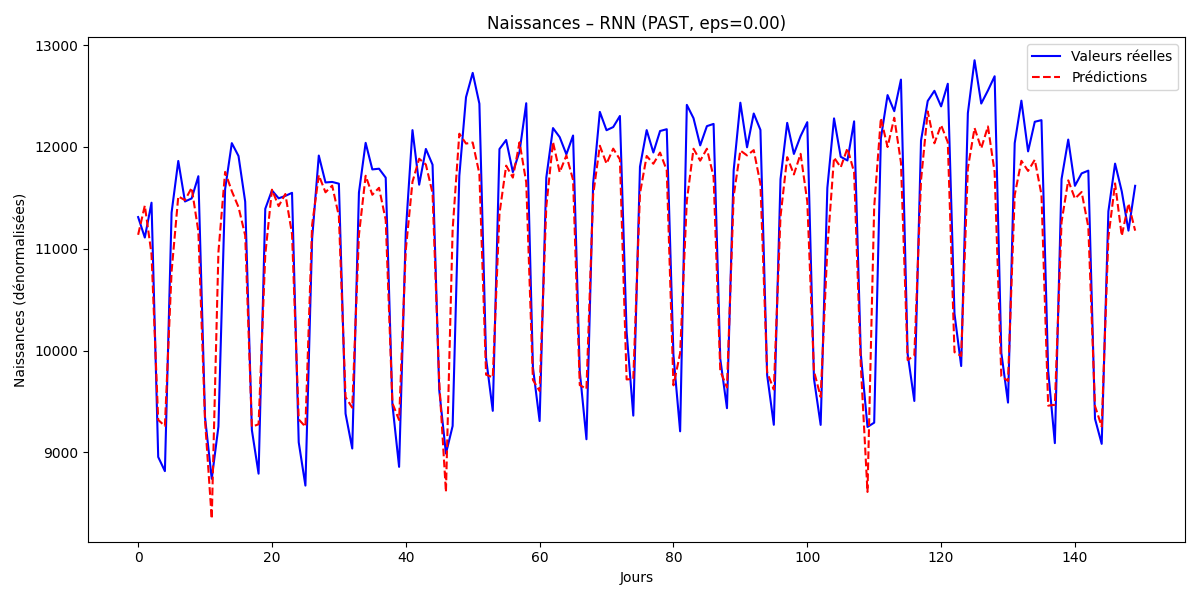 Naissances – RNN (PAST, eps=0.00)
13000
12000
11000
10000
9000
Naissances (dénormalisées)
Valeurs réelles
Prédictions
0 20 40 60 80 100 120 140
Jours